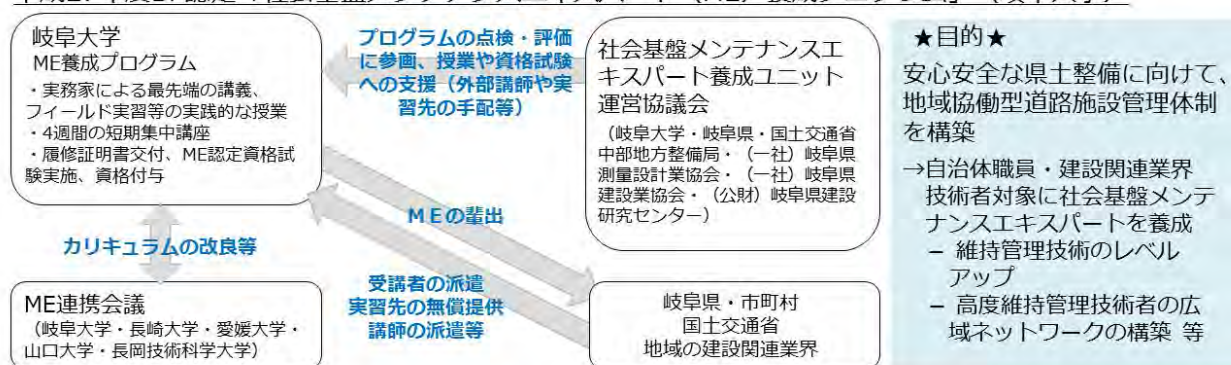 岐阜大学
ME養成プログラム
・実務家による最先端の講義、
フィールド実習等の実践的な授業
・4週間の短期集中講座
・履修証明書交付、ME認定資格試
験実施、資格付与
プログラムの点検・評価
に参画、授業や資格試験
への支援（外部講師や実
習先の手配等）
社会基盤メンテナンスエ
キスパート養成ユニット
運営協議会
（岐阜大学・岐阜県・国土交通省
中部地方整備局・（一社）岐阜県
測量設計業協会・（一社）岐阜県
建設業協会・（公財）岐阜県建設
研究センター）
MEの輩出
カリキュラムの改良等
受講者の派遣
実習先の無償提供
講師の派遣等
ME連携会議
（岐阜大学・長崎大学・愛媛大学・
山口大学・長岡技術科学大学）
岐阜県・市町村
国土交通省
地域の建設関連業界
★目的★
安心安全な県土整備に向けて、
地域協働型道路施設管理体制
を構築
→自治体職員・建設関連業界
技術者対象に社会基盤メンテ
ナンスエキスパートを養成
－ 維持管理技術のレベル
アップ
－ 高度維持管理技術者の広
域ネットワークの構築 等